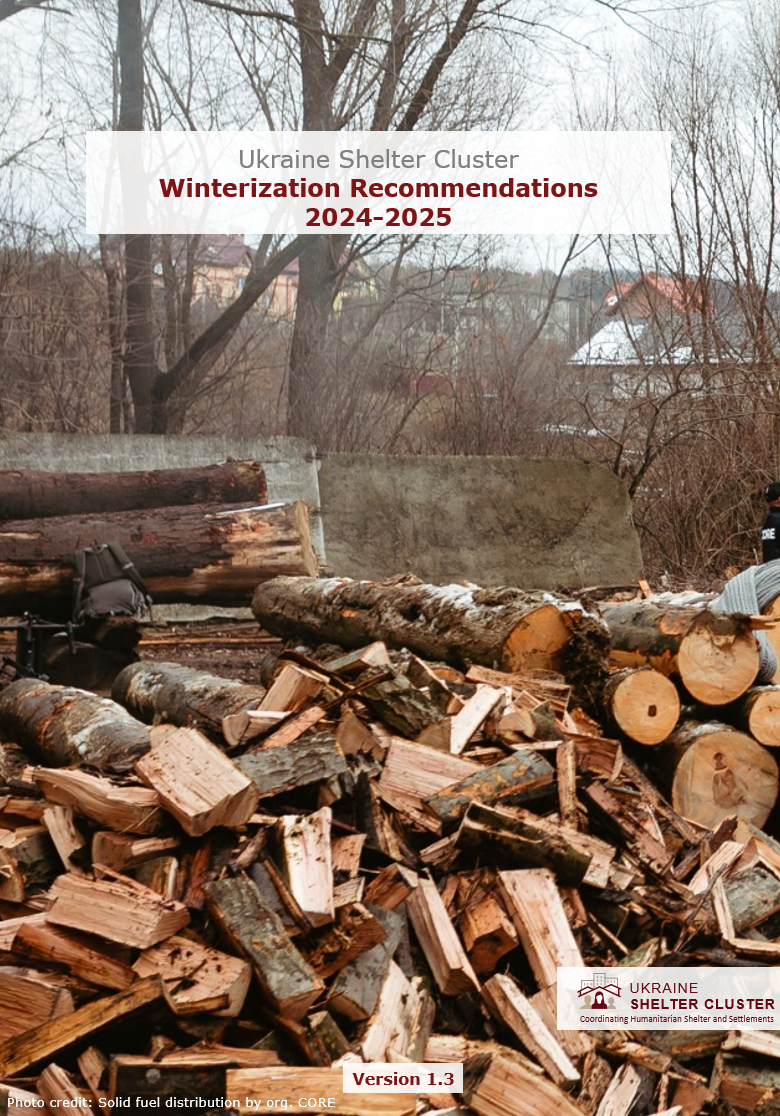 Ukraine Shelter Cluster
Winterization Recommendations
2024–2025
CORE
UKRAINE
SHELTER CLUSTER
Coordinating Humanitarian Shelter and Settlements
Version 1.3
Photo credit: Solid fuel distribution by org. CORE